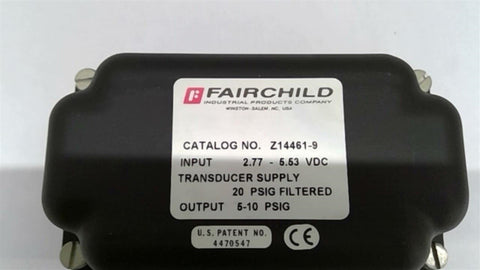 FAIRCHILD
INDUSTRIAL PRODUCTS COMPANY
WINSTON-SALEM, NC, USA
CATALOG NO. Z14461-9
INPUT 2.77 - 5.53 VDC
TRANSDUCER SUPPLY
20 PSIG FILTERED
OUTPUT 5-10 PSIG
U.S. PATENT NO.
4470547
CE